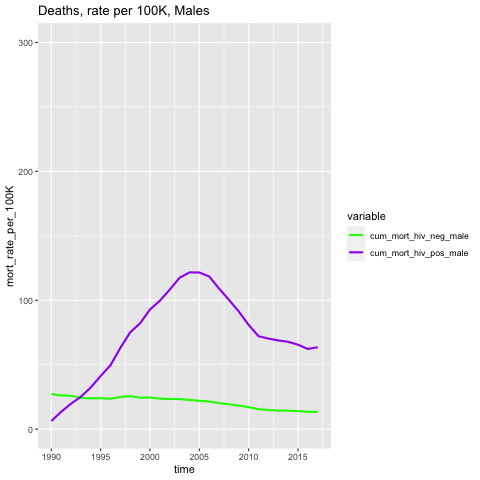 Deaths, rate per 100K, Males
300
200
100
0
mort_rate_per_100K
1990
1995
2000
2005
2010
2015
time
variable
cum_mort_hiv_neg_male
cum_mort_hiv_pos_male